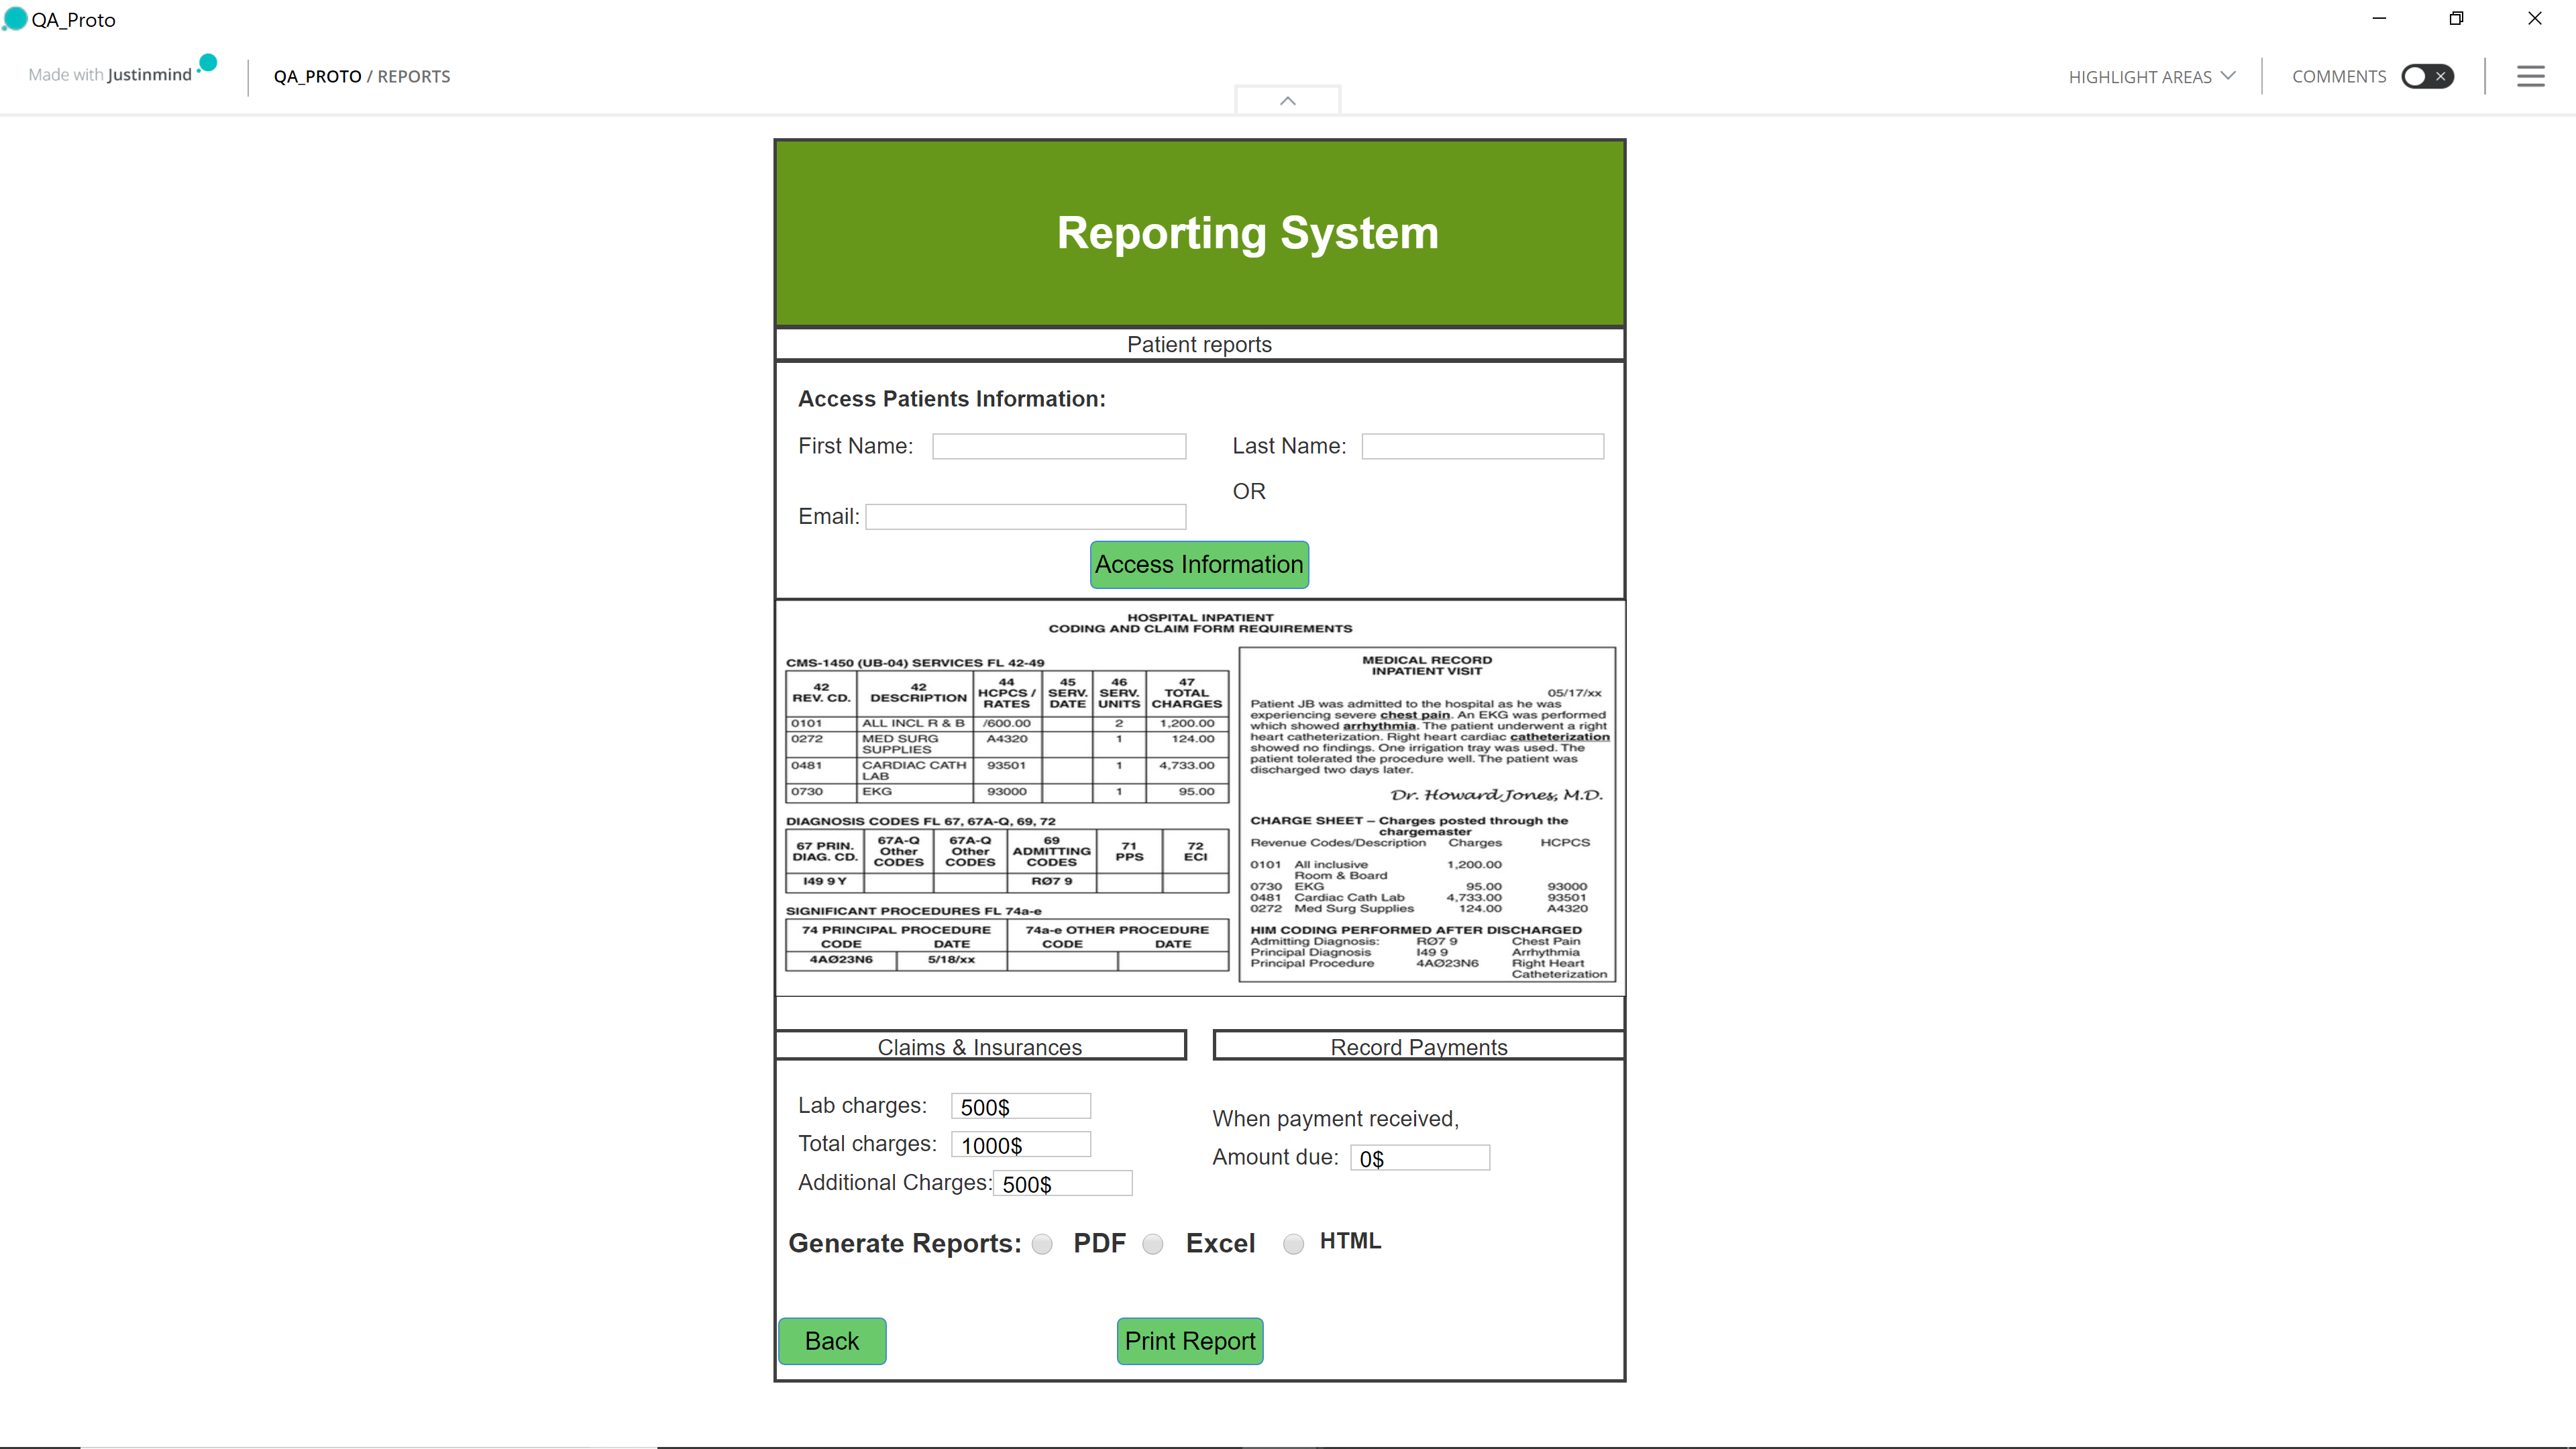 QA_Proto
Made with Justinmind
QA_PROTO / REPORTS
HIGHLIGHT AREAS
COMMENTS
Reporting System
Patient reports
Access Patients Information:
First Name:
Last Name:
OR
Email:
Access Information
HOSPITAL INPATIENT
CODING AND CLAIM FORM REQUIREMENTS
CMS-1450 (UB-04) SERVICES FL 42-49
42 REV. CD. 42 DESCRIPTION 44 HCPCS / RATES 45 SERV. DATE 46 SERV. UNITS 47 TOTAL CHARGES
0101 ALL INCL R & B /600.00 2 1,200.00
0272 MED SURG SUPPLIES A4320 1 124.00
0481 CARDIAC CATH LAB 93501 1 4,733.00
0730 EKG 93000 1 95.00
DIAGNOSIS CODES FL 67, 67A-Q, 69, 72
67 PRIN. DIAG. CD. 67A-Q Other CODES 67A-Q Other CODES 69 ADMITTING CODES 71 PPS 72 ECI
I49 9 Y RØ7 9
SIGNIFICANT PROCEDURES FL 74a-e
74 PRINCIPAL PROCEDURE 74a-e OTHER PROCEDURE
CODE DATE CODE DATE
4AØ23N6 5/18/xx
MEDICAL RECORD
INPATIENT VISIT
05/17/xx
Patient JB was admitted to the hospital as he was
experiencing severe chest pain. An EKG was performed
which showed arrhythmia. The patient underwent a right
heart catheterization. Right heart cardiac catheterization
showed no findings. One irrigation tray was used. The
patient tolerated the procedure well. The patient was
discharged two days later.
Dr. Howard Jones, M.D.
CHARGE SHEET – Charges posted through the
chargemaster
Revenue Codes/Description Charges HCPCS
0101 All inclusive 1,200.00
Room & Board
0730 EKG 95.00 93000
0481 Cardiac Cath Lab 4,733.00 93501
0272 Med Surg Supplies 124.00 A4320
HIM CODING PERFORMED AFTER DISCHARGED
Admitting Diagnosis: RØ7 9 Chest Pain
Principal Diagnosis I49 9 Arrhythmia
Principal Procedure 4AØ23N6 Right Heart
Catheterization
Claims & Insurances
Record Payments
Lab charges: 500$
Total charges: 1000$
Additional Charges: 500$
When payment received,
Amount due: 0$
Generate Reports: PDF Excel HTML
Back
Print Report